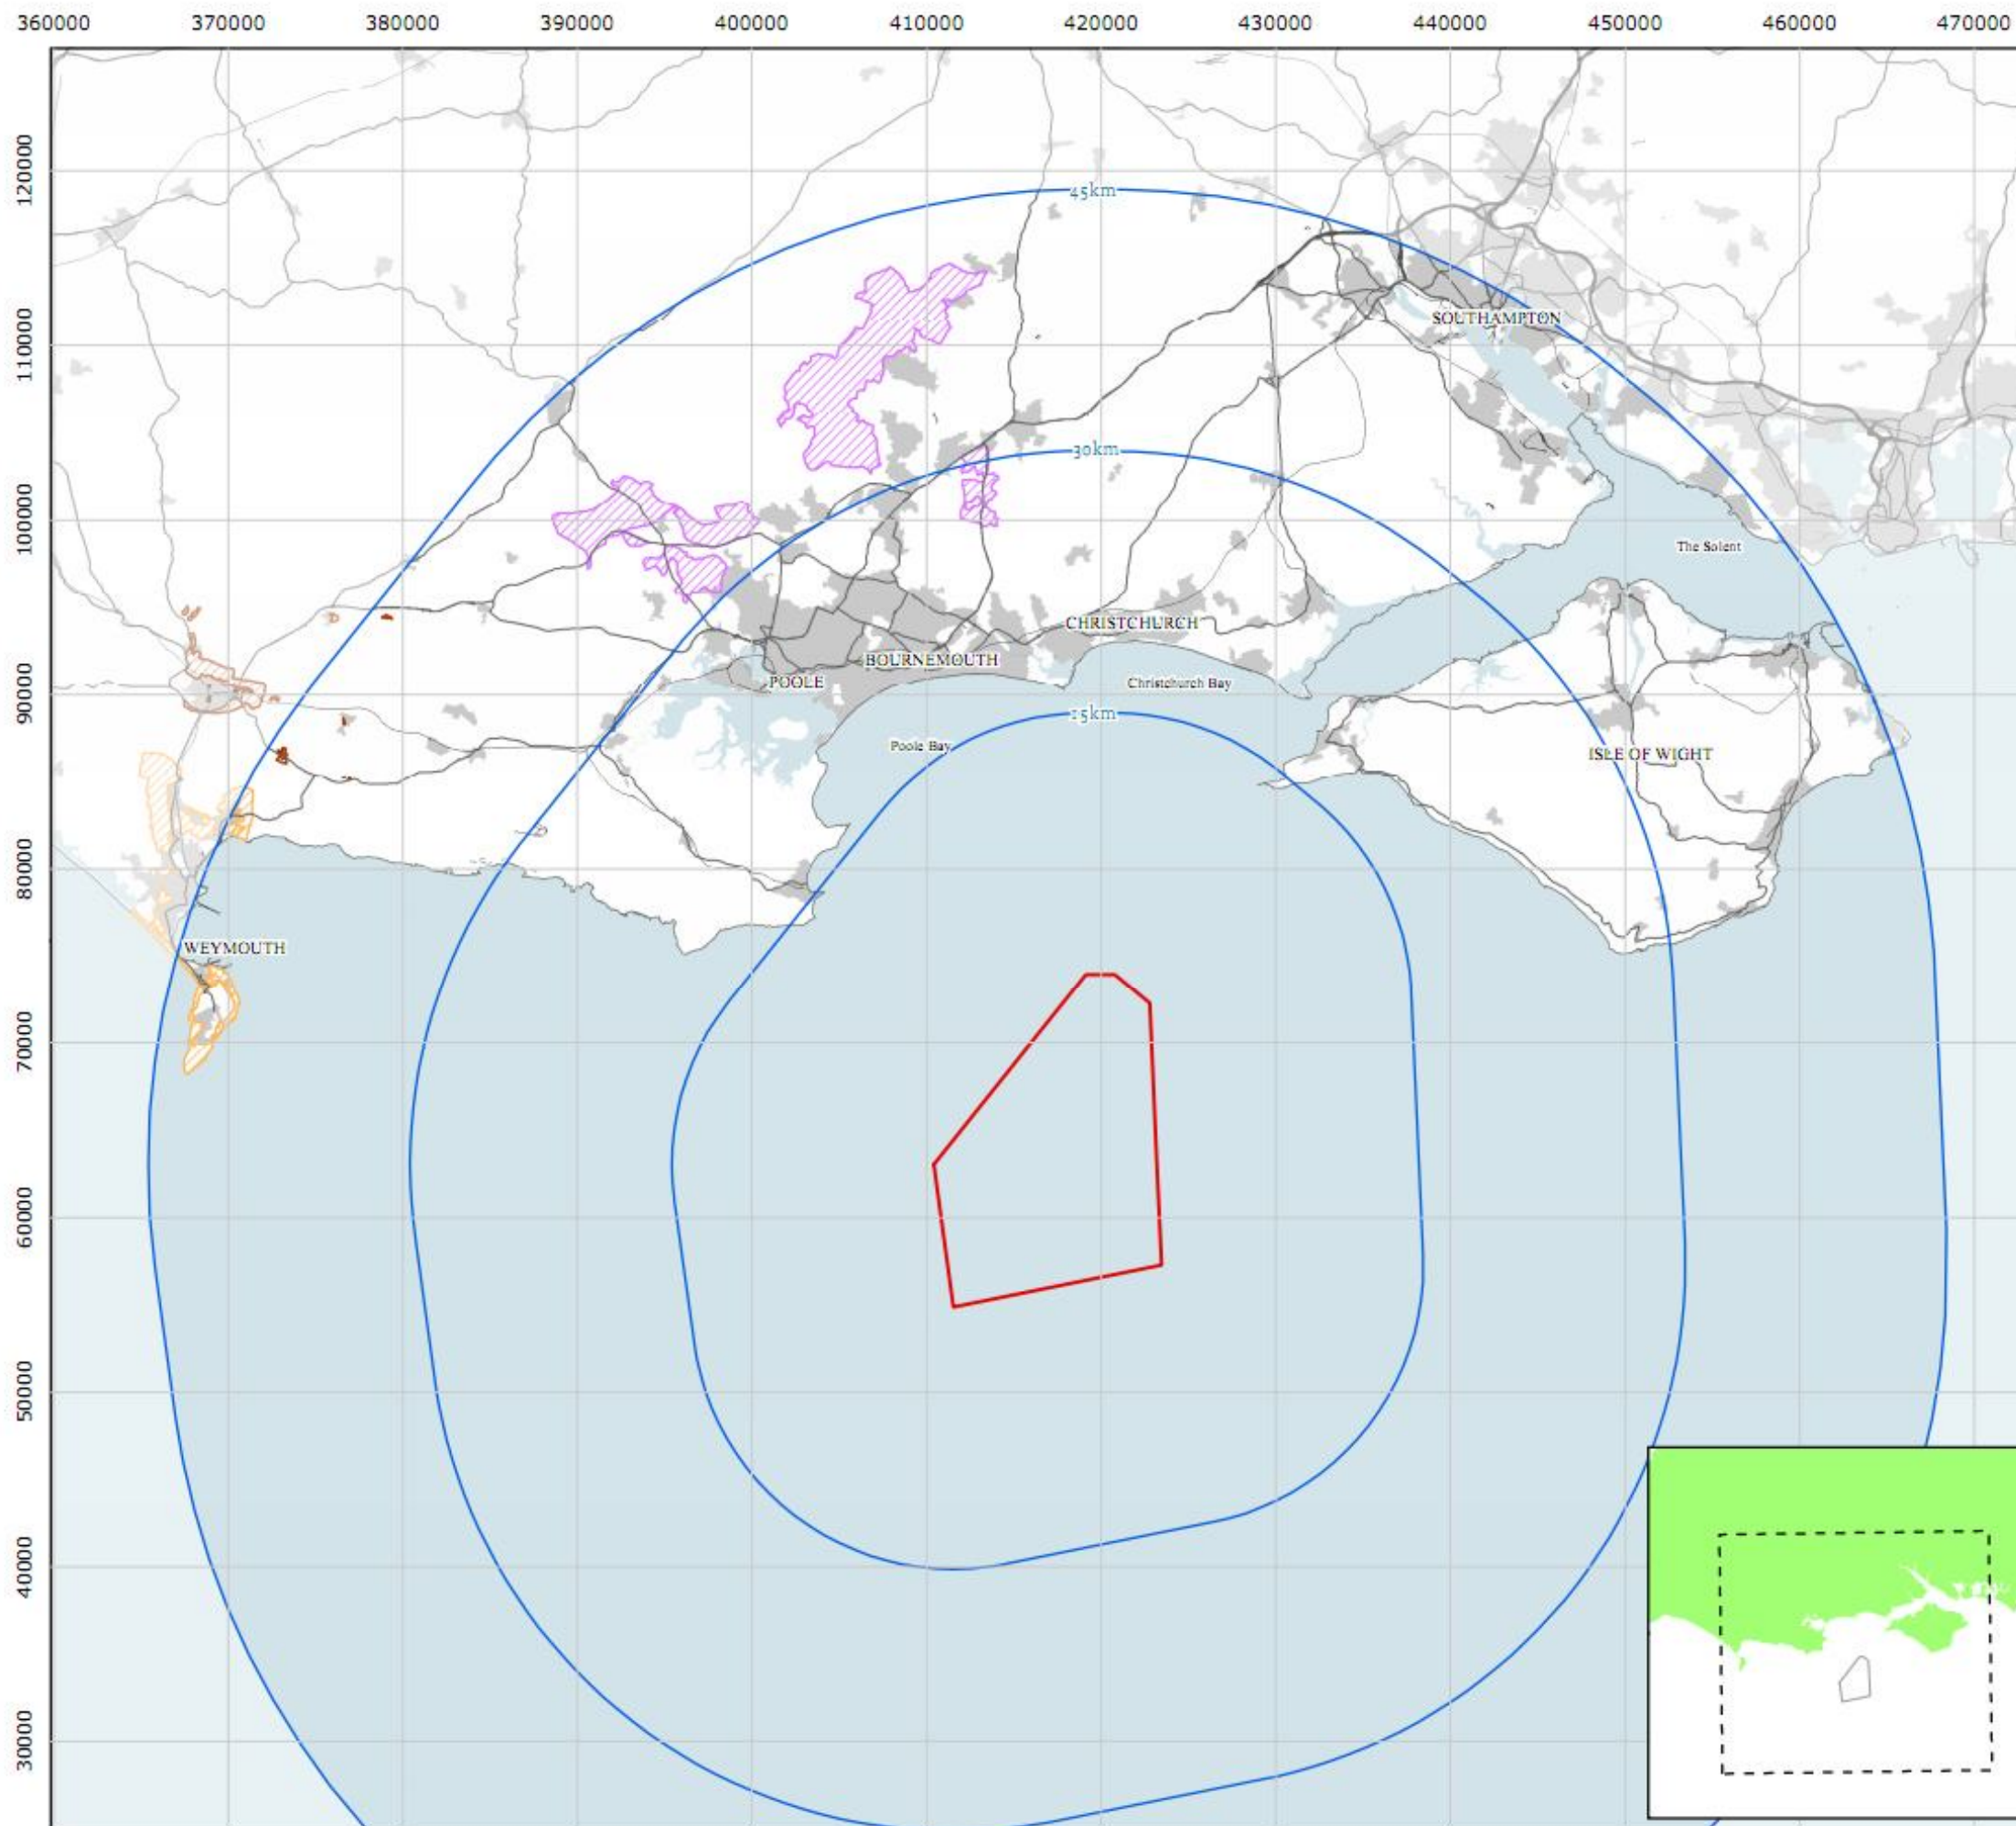 360000 370000 380000 390000 400000 410000 420000 430000 440000 450000 460000 470000
120000
45km
SOUTHAMPTON
110000
30km
100000
The Solent
CHRISTCHURCH
BOURNEMOUTH
90000
POOLE
Christchurch Bay
15km
Poole Bay
ISLE OF WIGHT
80000
WEYMOUTH
70000
60000
50000
40000
30000